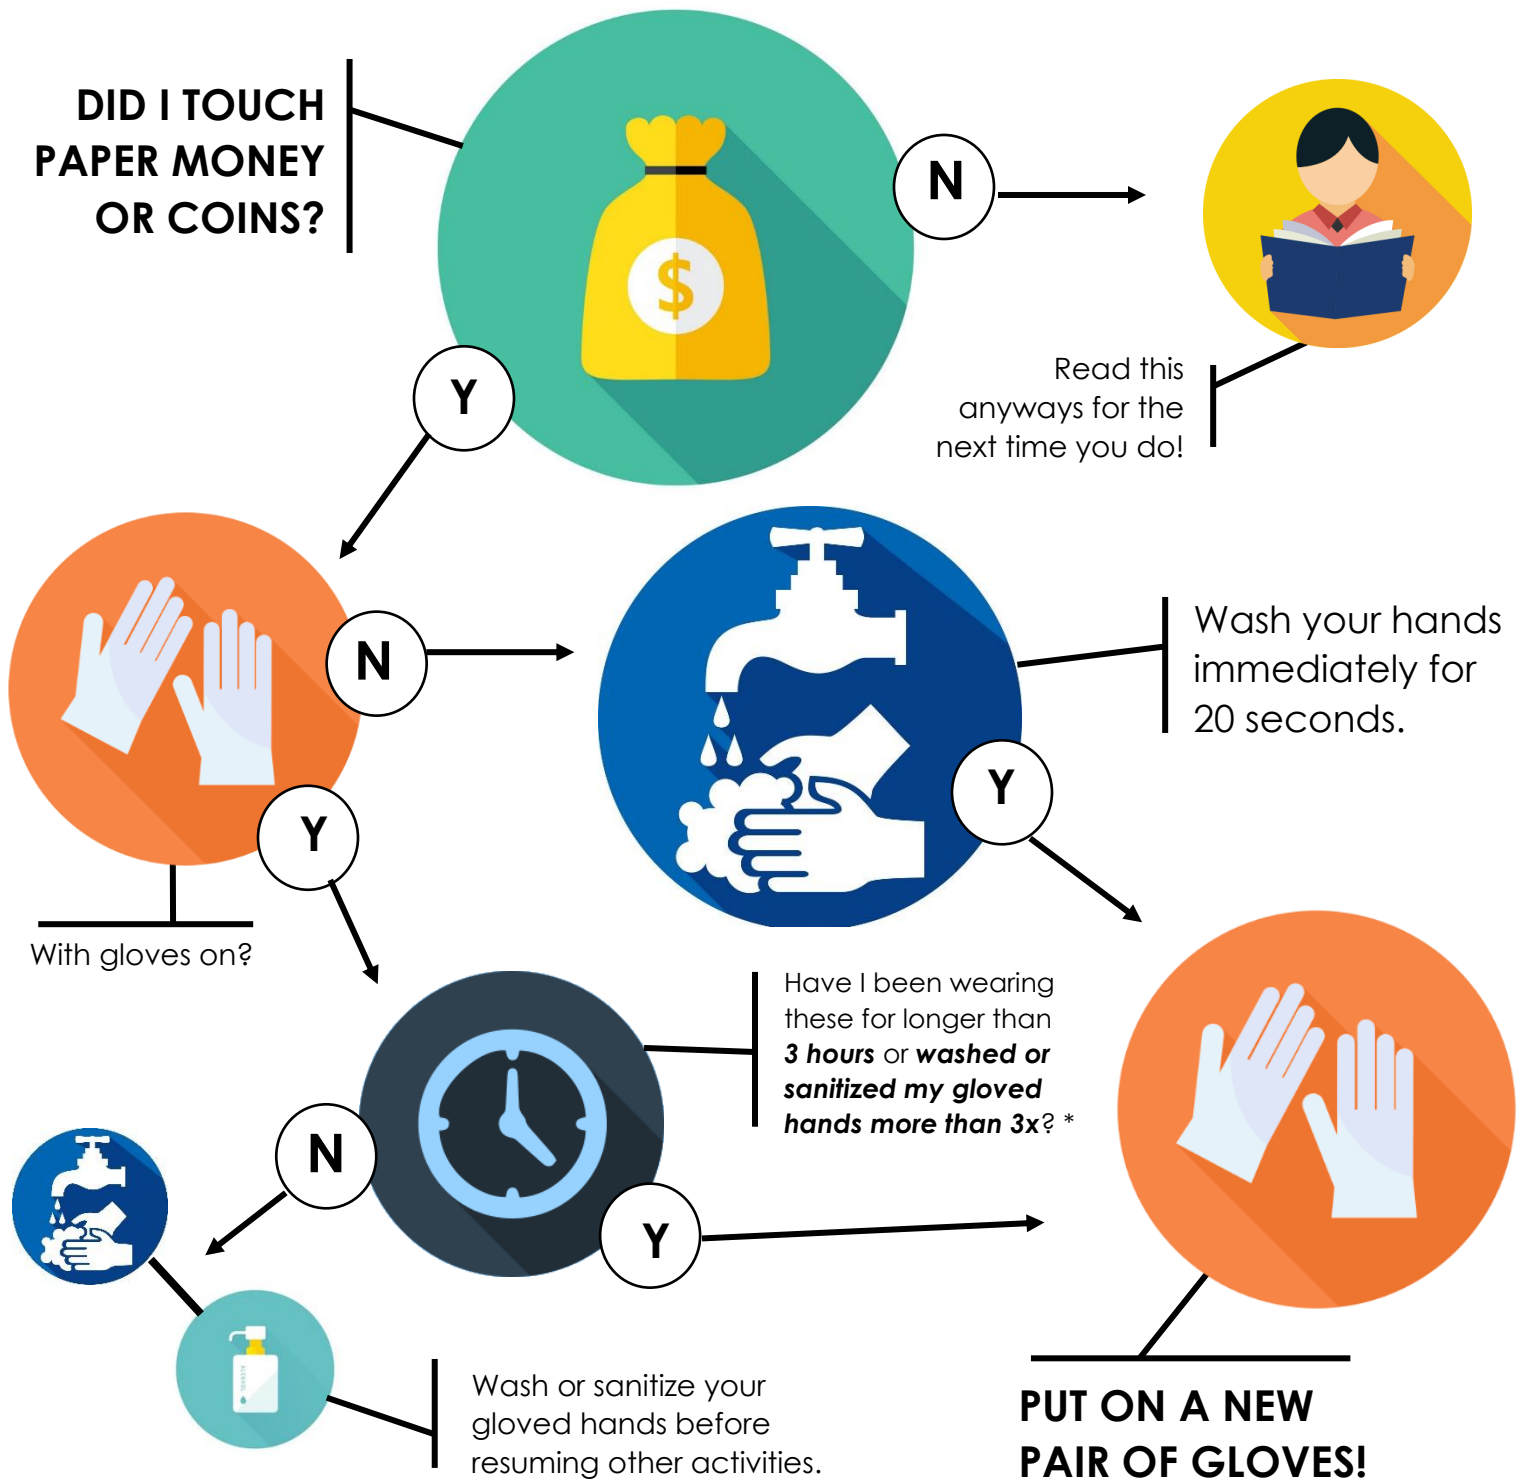 DID I TOUCH
PAPER MONEY
OR COINS?
$
N
Y
Read this
anyways for the
next time you do!
N
Y
With gloves on?
Wash your hands
immediately for
20 seconds.
Y
Have I been wearing
these for longer than
3 hours or washed or
sanitized my gloved
hands more than 3x? *
N
Y
ALCOHOL
Wash or sanitize your
gloved hands before
resuming other activities.
PUT ON A NEW
PAIR OF GLOVES!